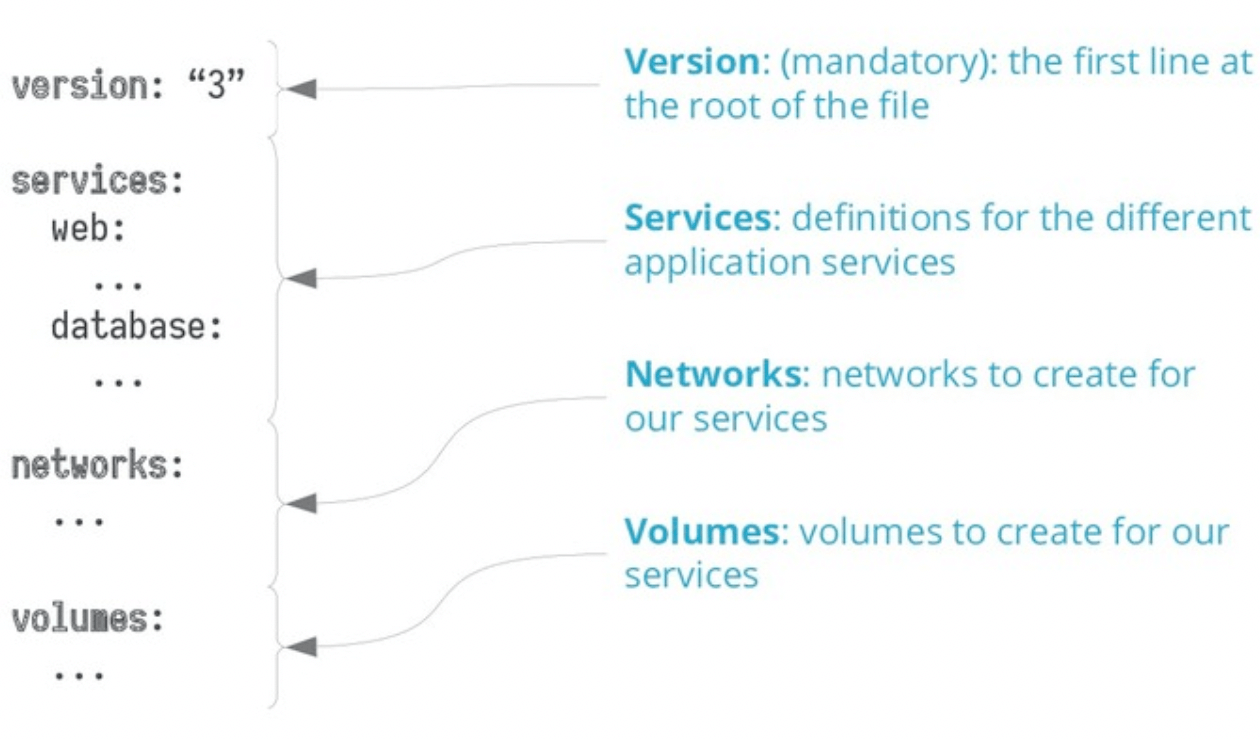 version: “3”
services:
web:
...
database:
...
networks:
...
volumes:
...
Version: (mandatory): the first line at
the root of the file
Services: definitions for the different
application services
Networks: networks to create for
our services
Volumes: volumes to create for our
services